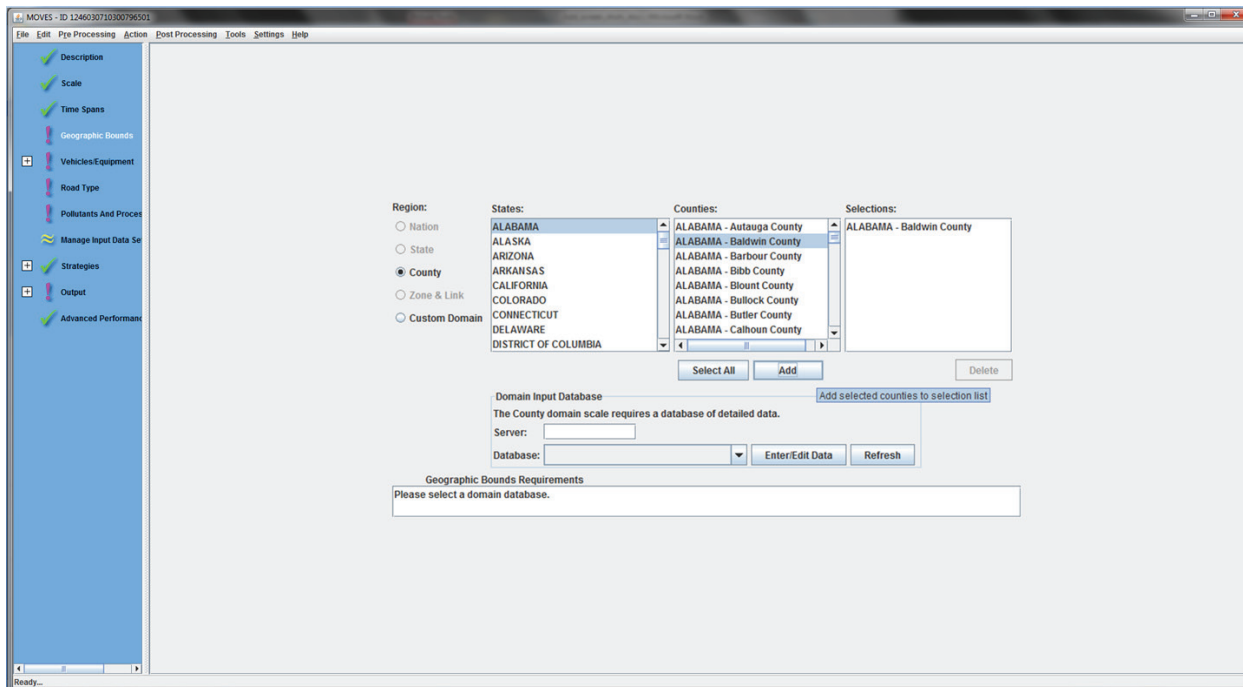 MOVES - ID 1246030710300796501
File Edit Pre Processing Action Post Processing Tools Settings Help
Description
Scale
Time Spans
Geographic Bounds
Vehicles/Equipment
Road Type
Pollutants And Proces
Manage Input Data Se
Strategies
Output
Advanced Performanc
Region:
Nation
State
County
Zone & Link
Custom Domain
States:
ALABAMA
ALASKA
ARIZONA
ARKANSAS
CALIFORNIA
COLORADO
CONNECTICUT
DELAWARE
DISTRICT OF COLUMBIA
Counties:
ALABAMA - Autauga County
ALABAMA - Baldwin County
ALABAMA - Barbour County
ALABAMA - Bibb County
ALABAMA - Blount County
ALABAMA - Bullock County
ALABAMA - Butler County
ALABAMA - Calhoun County
Selections:
ALABAMA - Baldwin County
Select All Add Delete
Add selected counties to selection list
Domain Input Database
The County domain scale requires a database of detailed data.
Server:
Database: Enter/Edit Data Refresh
Geographic Bounds Requirements
Please select a domain database.
Ready...